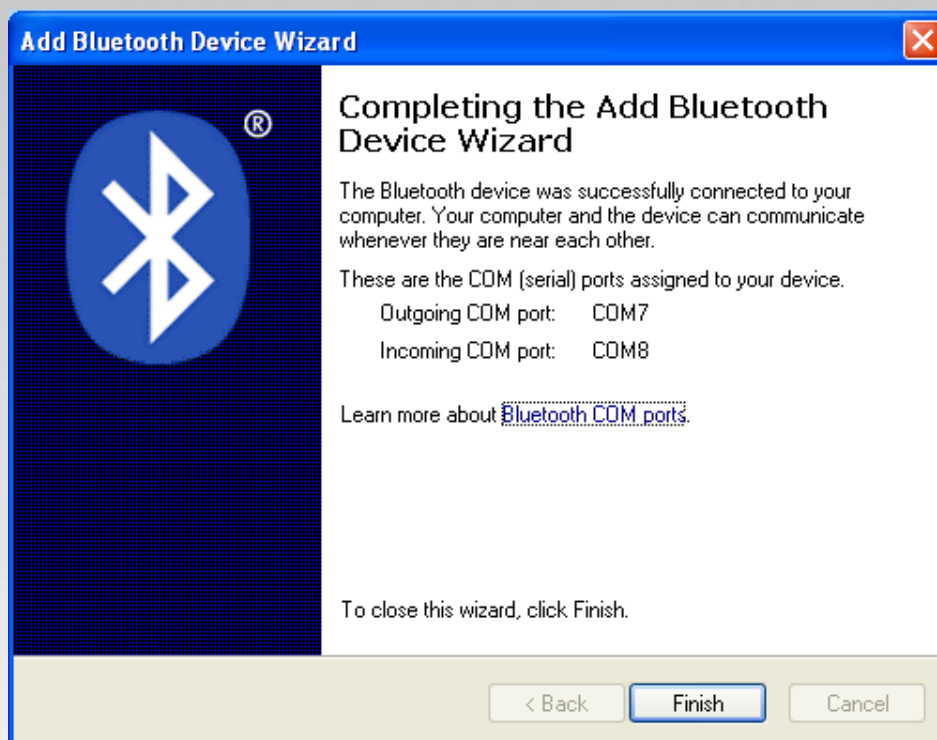 Add Bluetooth Device Wizard
®
Completing the Add Bluetooth
Device Wizard
The Bluetooth device was successfully connected to your
computer. Your computer and the device can communicate
whenever they are near each other.
These are the COM (serial) ports assigned to your device.
Outgoing COM port: COM7
Incoming COM port: COM8
Learn more about Bluetooth COM ports.
To close this wizard, click Finish.
< Back Finish Cancel